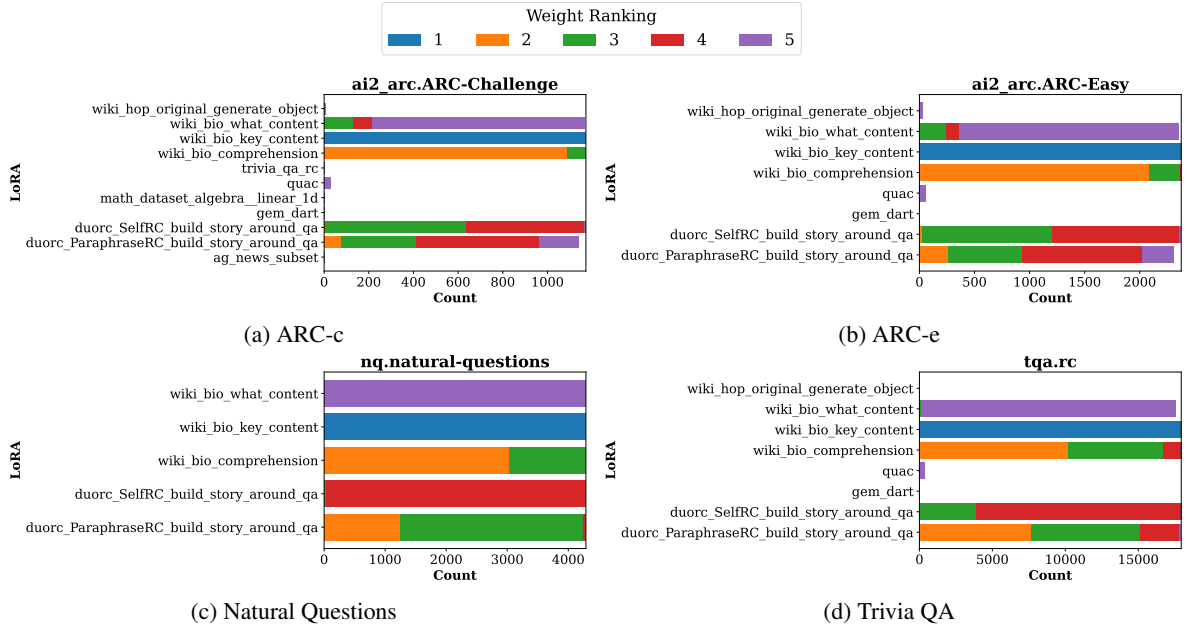 Weight Ranking
1 2 3 4 5
ai2_arc.ARC-Challenge
LoRA
wiki_hop_original_generate_object
wiki_bio_what_content
wiki_bio_key_content
wiki_bio_comprehension
trivia_qa_rc
quac
math_dataset_algebra__linear_1d
gem_dart
duorc_SelfRC_build_story_around_qa
duorc_ParaphraseRC_build_story_around_qa
ag_news_subset
0 200 400 600 800 1000
Count
(a) ARC-c
ai2_arc.ARC-Easy
LoRA
wiki_hop_original_generate_object
wiki_bio_what_content
wiki_bio_key_content
wiki_bio_comprehension
quac
gem_dart
duorc_SelfRC_build_story_around_qa
duorc_ParaphraseRC_build_story_around_qa
0 500 1000 1500 2000
Count
(b) ARC-e
nq.natural-questions
LoRA
wiki_bio_what_content
wiki_bio_key_content
wiki_bio_comprehension
duorc_SelfRC_build_story_around_qa
duorc_ParaphraseRC_build_story_around_qa
0 1000 2000 3000 4000
Count
(c) Natural Questions
tqa.rc
LoRA
wiki_hop_original_generate_object
wiki_bio_what_content
wiki_bio_key_content
wiki_bio_comprehension
quac
gem_dart
duorc_SelfRC_build_story_around_qa
duorc_ParaphraseRC_build_story_around_qa
0 5000 10000 15000
Count
(d) Trivia QA